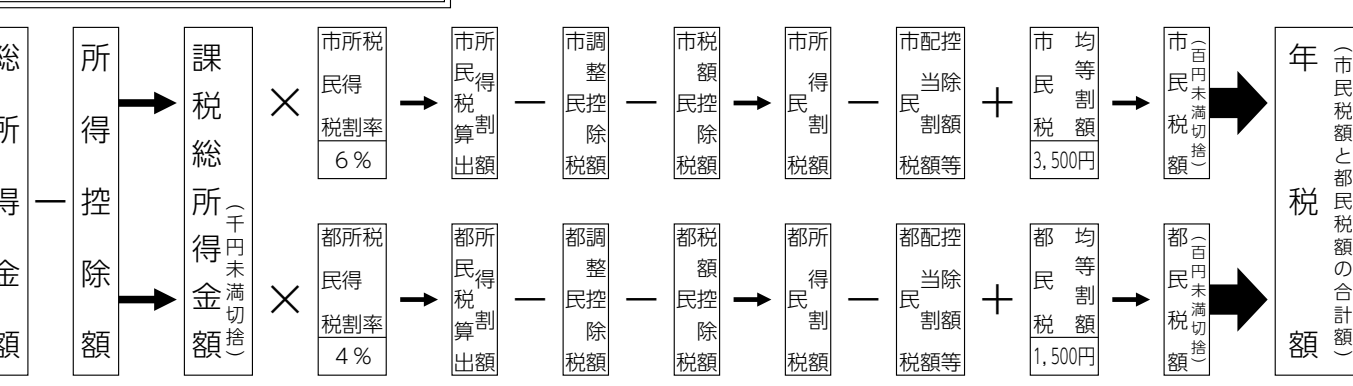 総所得金額
－
所得控除額
課税総所得金額(千円未満切捨)
×
市民税所得割税率
6%
市民税所得割算出額
－
市民税調整控除額
－
市民税税額控除額
市民税所得割額
－
市民税配当割控除額等
＋
市民税均等割額
3,500円
市民税額(百円未満切捨)
×
都民税所得割税率
4%
都民税所得割算出額
－
都民税調整控除額
－
都民税税額控除額
都民税所得割額
－
都民税配当割控除額等
＋
都民税均等割額
1,500円
都民税額(百円未満切捨)
年税額
(市民税額と都民税額の合計額)